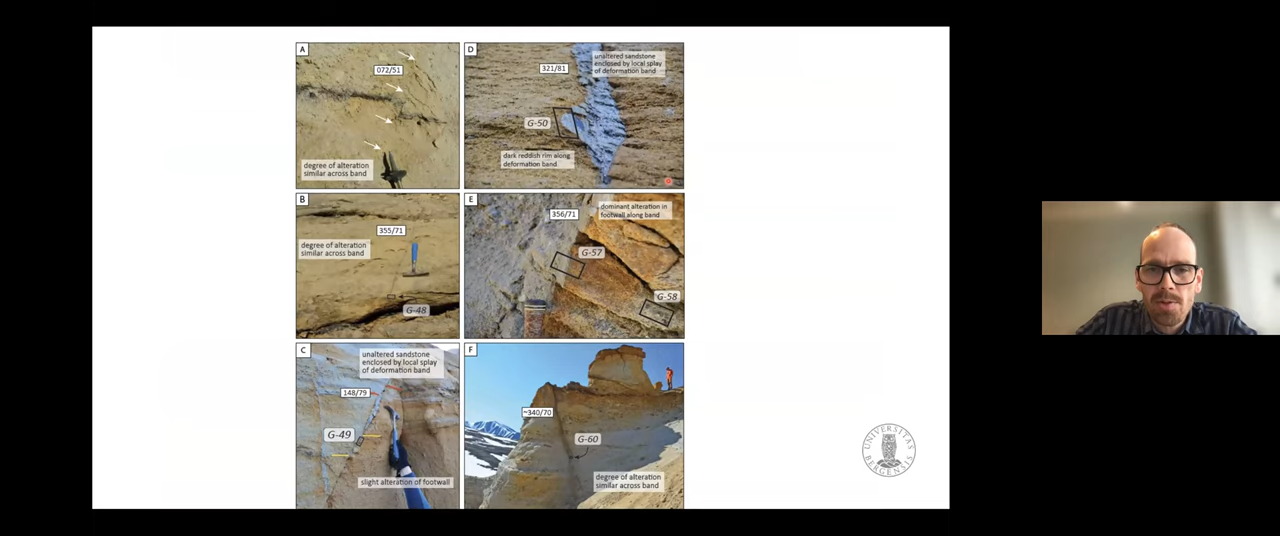 A
072/51
degree of alteration
similar across band
B
355/71
degree of alteration
similar across band
G-48
C
unaltered sandstone
enclosed by local splay
of deformation band
148/79
G-49
slight alteration of footwall
D
321/81
unaltered sandstone
enclosed by local splay
of deformation band
G-50
dark reddish rim along
deformation band
E
356/71
dominant alteration in
footwall along band
G-57
G-58
F
~340/70
G-60
degree of alteration
similar across band
UNIVERSITAS
BERGENSIS